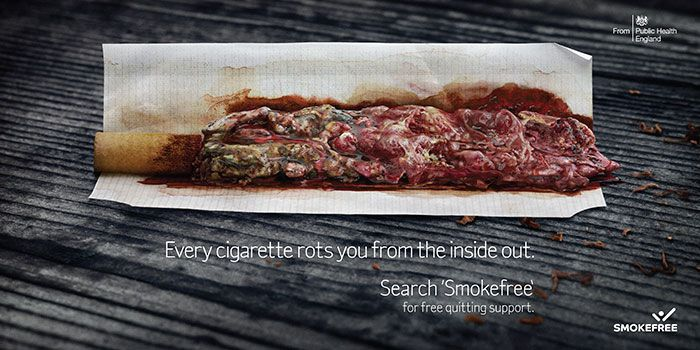 From
Public Health
England
Every cigarette rots you from the inside out.
Search 'Smokefree
for free quitting support.
SMOKEFREE